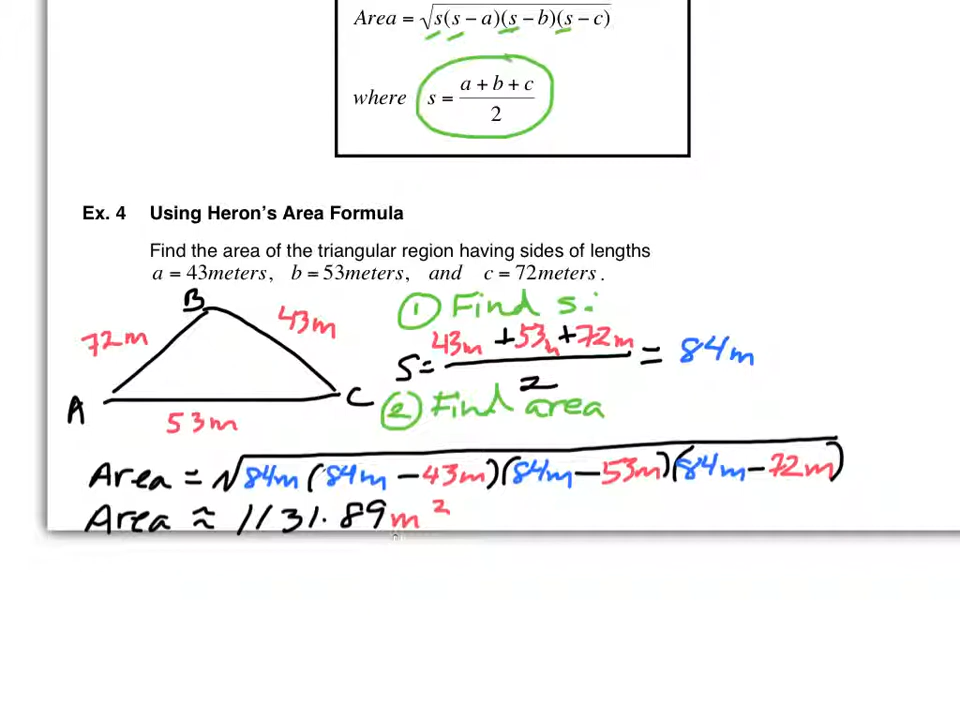 Area = √s(s − a)(s − b)(s − c)
where s = a + b + c / 2
Ex. 4 Using Heron's Area Formula
Find the area of the triangular region having sides of lengths
a = 43meters, b = 53meters, and c = 72meters.
B
72m
43m
A
C
53m
① Find s:
s = 43m + 53m + 72m / 2 = 84m
② Find area
Area = √84m(84m − 43m)(84m − 53m)(84m − 72m)
Area ≈ 1131.89m²